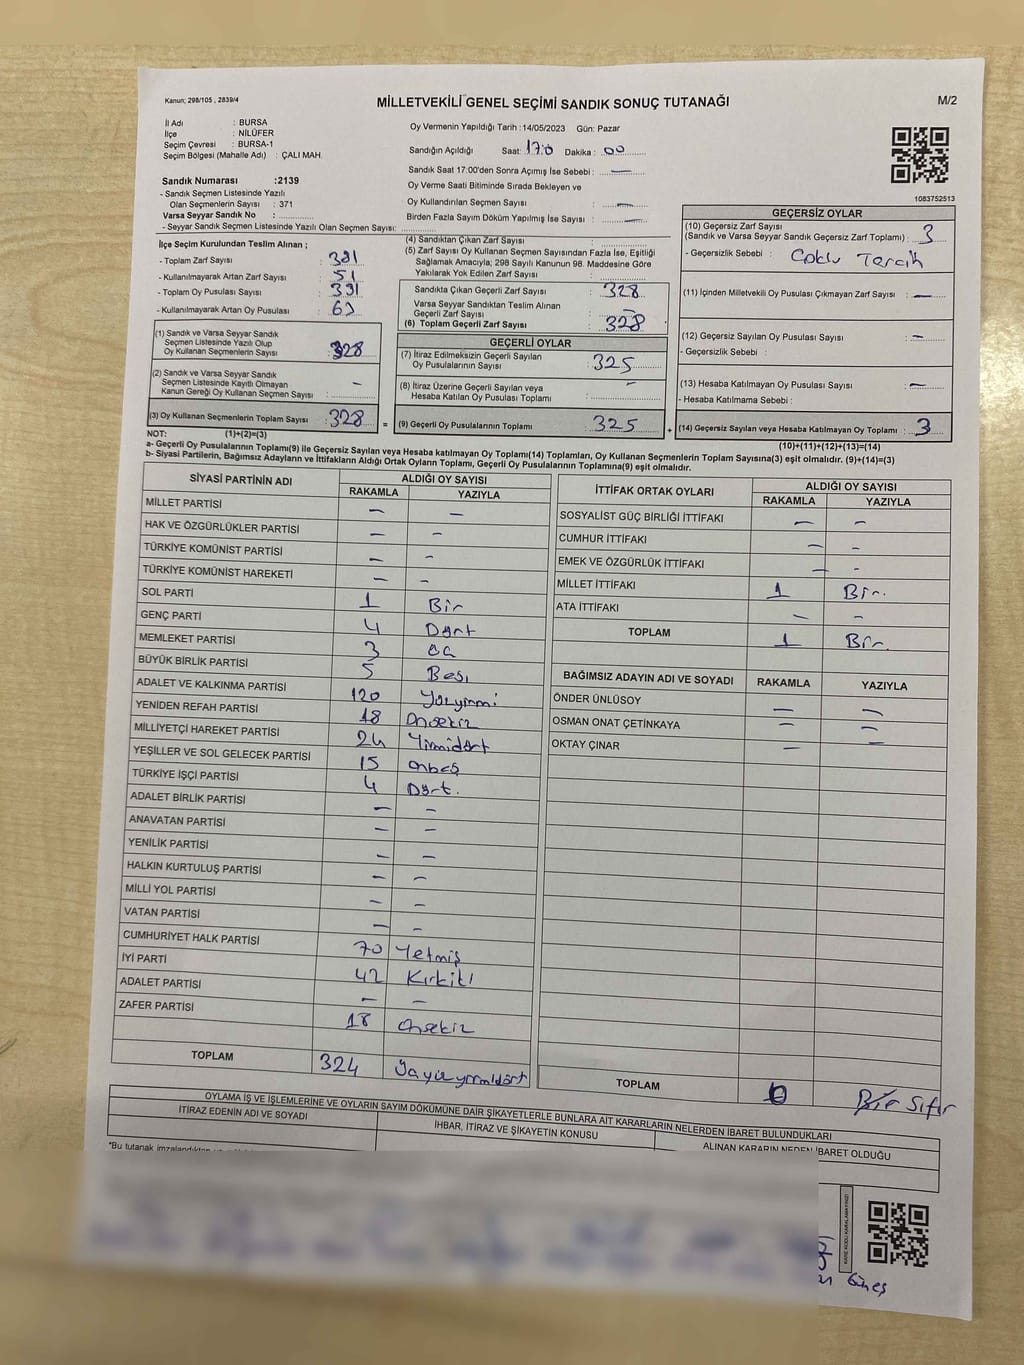 Kanun; 298/105 , 2839/4
MİLLETVEKİLİ GENEL SEÇİMİ SANDIK SONUÇ TUTANAĞI
M/2
İl Adı : BURSA
İlçe : NİLÜFER
Seçim Çevresi : BURSA-1
Seçim Bölgesi (Mahalle Adı) : ÇALI MAH.
Oy Vermenin Yapıldığı Tarih :14/05/2023 Gün: Pazar
Sandığın Açıldığı Saat: 17:0 Dakika : 00
Sandık Saat 17:00'den Sonra Açımış İse Sebebi : —
Oy Verme Saati Bitiminde Sırada Bekleyen ve
Oy Kullandırılan Seçmen Sayısı : —
Birden Fazla Sayım Döküm Yapılmış İse Sayısı : —
Sandık Numarası :2139
- Sandık Seçmen Listesinde Yazılı
Olan Seçmenlerin Sayısı : 371
Varsa Seyyar Sandık No :
- Seyyar Sandık Seçmen Listesinde Yazılı Olan Seçmen Sayısı:
1083752513
İlçe Seçim Kurulundan Teslim Alınan ;
- Toplam Zarf Sayısı : 391
- Kullanılmayarak Artan Zarf Sayısı : 51
- Toplam Oy Pusulası Sayısı : 391
- Kullanılmayarak Artan Oy Pusulası : 63
(1) Sandık ve Varsa Seyyar Sandık
Seçmen Listesinde Yazılı Olup
Oy Kullanan Seçmenlerin Sayısı : 328
(2) Sandık ve Varsa Seyyar Sandık
Seçmen Listesinde Kayıtlı Olmayan
Kanun Gereği Oy Kullanan Seçmen Sayısı : —
(3) Oy Kullanan Seçmenlerin Toplam Sayısı : 328
(4) Sandıktan Çıkan Zarf Sayısı :
(5) Zarf Sayısı Oy Kullanan Seçmen Sayısından Fazla İse, Eşitliği
Sağlamak Amacıyla; 298 Sayılı Kanunun 98. Maddesine Göre
Yakılarak Yok Edilen Zarf Sayısı :
Sandıkta Çıkan Geçerli Zarf Sayısı : 328
Varsa Seyyar Sandıktan Teslim Alınan
Geçerli Zarf Sayısı : —
(6) Toplam Geçerli Zarf Sayısı : 328
GEÇERLİ OYLAR
(7) İtiraz Edilmeksizin Geçerli Sayılan
Oy Pusulalarının Sayısı : 325
(8) İtiraz Üzerine Geçerli Sayılan veya
Hesaba Katılan Oy Pusulası Toplamı : —
= (9) Geçerli Oy Pusulalarının Toplamı : 325 +
GEÇERSİZ OYLAR
(10) Geçersiz Zarf Sayısı
(Sandık ve Varsa Seyyar Sandık Geçersiz Zarf Toplamı) : 3
- Geçersizlik Sebebi : Çoklu Tercih
(11) İçinden Milletvekili Oy Pusulası Çıkmayan Zarf Sayısı : —
(12) Geçersiz Sayılan Oy Pusulası Sayısı : —
- Geçersizlik Sebebi :
(13) Hesaba Katılmayan Oy Pusulası Sayısı : —
- Hesaba Katılmama Sebebi :
(14) Geçersiz Sayılan veya Hesaba Katılmayan Oy Toplamı : 3
NOT: (1)+(2)=(3)
(10)+(11)+(12)+(13)=(14)
a- Geçerli Oy Pusulalarının Toplamı(9) ile Geçersiz Sayılan veya Hesaba katılmayan Oy Toplamı(14) Toplamları, Oy Kullanan Seçmenlerin Toplam Sayısına(3) eşit olmalıdır. (9)+(14)=(3)
b- Siyasi Partilerin, Bağımsız Adayların ve İttifakların Aldığı Ortak Oyların Toplamı, Geçerli Oy Pusulalarının Toplamına(9) eşit olmalıdır.
SİYASİ PARTİNİN ADI ALDIĞI OY SAYISI
RAKAMLA YAZIYLA
MİLLET PARTİSİ — —
HAK VE ÖZGÜRLÜKLER PARTİSİ — —
TÜRKİYE KOMÜNİST PARTİSİ — —
TÜRKİYE KOMÜNİST HAREKETİ — —
SOL PARTİ 1 Bir
GENÇ PARTİ 4 Dört
MEMLEKET PARTİSİ 3 üç
BÜYÜK BİRLİK PARTİSİ 5 Beş
ADALET VE KALKINMA PARTİSİ 120 Yüzyirmi
YENİDEN REFAH PARTİSİ 18 Onsekiz
MİLLİYETÇİ HAREKET PARTİSİ 24 Yirmidört
YEŞİLLER VE SOL GELECEK PARTİSİ 15 onbeş
TÜRKİYE İŞÇİ PARTİSİ 4 Dört.
ADALET BİRLİK PARTİSİ — —
ANAVATAN PARTİSİ — —
YENİLİK PARTİSİ — —
HALKIN KURTULUŞ PARTİSİ — —
MİLLİ YOL PARTİSİ — —
VATAN PARTİSİ — —
CUMHURİYET HALK PARTİSİ 70 Yetmiş
İYİ PARTİ 42 Kırkiki
ADALET PARTİSİ — —
ZAFER PARTİSİ 18 Onsekiz
TOPLAM 324 Üçyüzyirmidört
İTTİFAK ORTAK OYLARI ALDIĞI OY SAYISI
RAKAMLA YAZIYLA
SOSYALİST GÜÇ BİRLİĞİ İTTİFAKI — —
CUMHUR İTTİFAKI — —
EMEK VE ÖZGÜRLÜK İTTİFAKI — —
MİLLET İTTİFAKI 1 Bir.
ATA İTTİFAKI — —
TOPLAM 1 Bir.
BAĞIMSIZ ADAYIN ADI VE SOYADI RAKAMLA YAZIYLA
ÖNDER ÜNLÜSOY — —
OSMAN ONAT ÇETİNKAYA — —
OKTAY ÇINAR — —
TOPLAM 0 Bir Sıfır
OYLAMA İŞ VE İŞLEMLERİNE VE OYLARIN SAYIM DÖKÜMÜNE DAİR ŞİKAYETLERLE BUNLARA AİT KARARLARIN NELERDEN İBARET BULUNDUKLARI
İTİRAZ EDENİN ADI VE SOYADI
İHBAR, İTİRAZ VE ŞİKAYETİN KONUSU
ALINAN KARARIN NEDEN İBARET OLDUĞU
"Bu tutanak imzalandıktan
Güneş